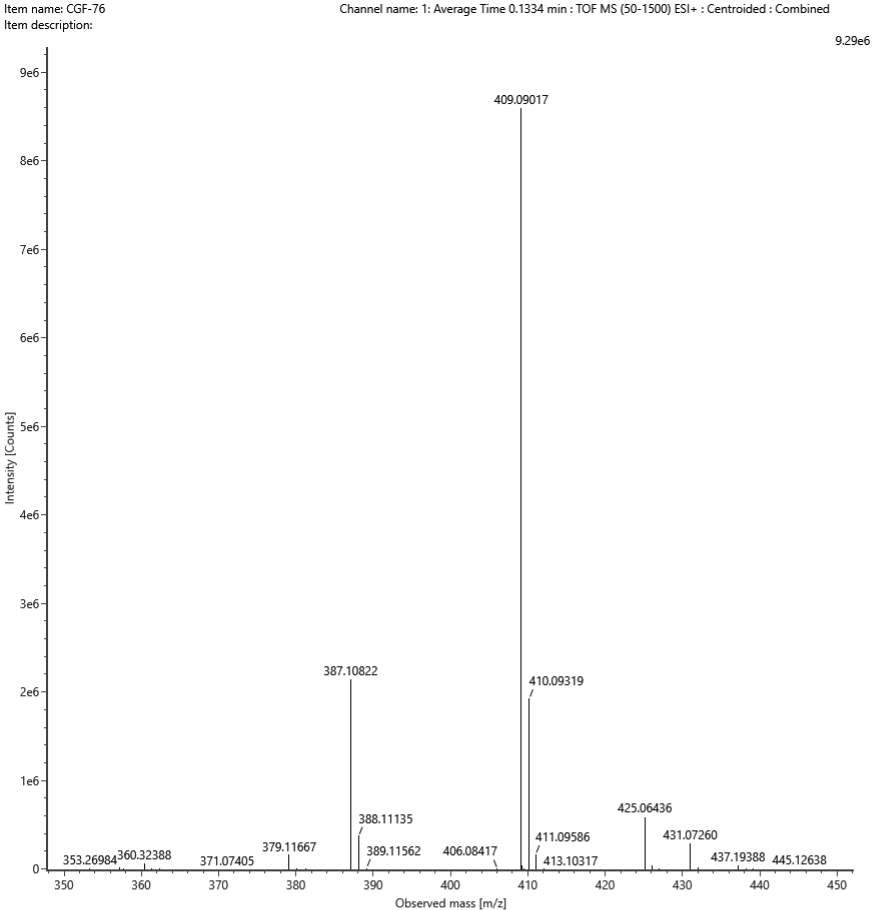 Item name: CGF-76
Channel name: 1: Average Time 0.1334 min : TOF MS (50-1500) ESI+ : Centroided : Combined
Item description:
9.29e6
9e6
409.09017
8e6
7e6
6e6
5e6
Intensity [Counts]
4e6
3e6
387.10822
410.09319
2e6
1e6
425.06436
388.11135
431.07260
379.11667
411.09586
353.26984
360.32388
371.07405
389.11562
406.08417
413.10317
437.19388
445.12638
0
350
360
370
380
390
400
410
420
430
440
450
Observed mass [m/z]